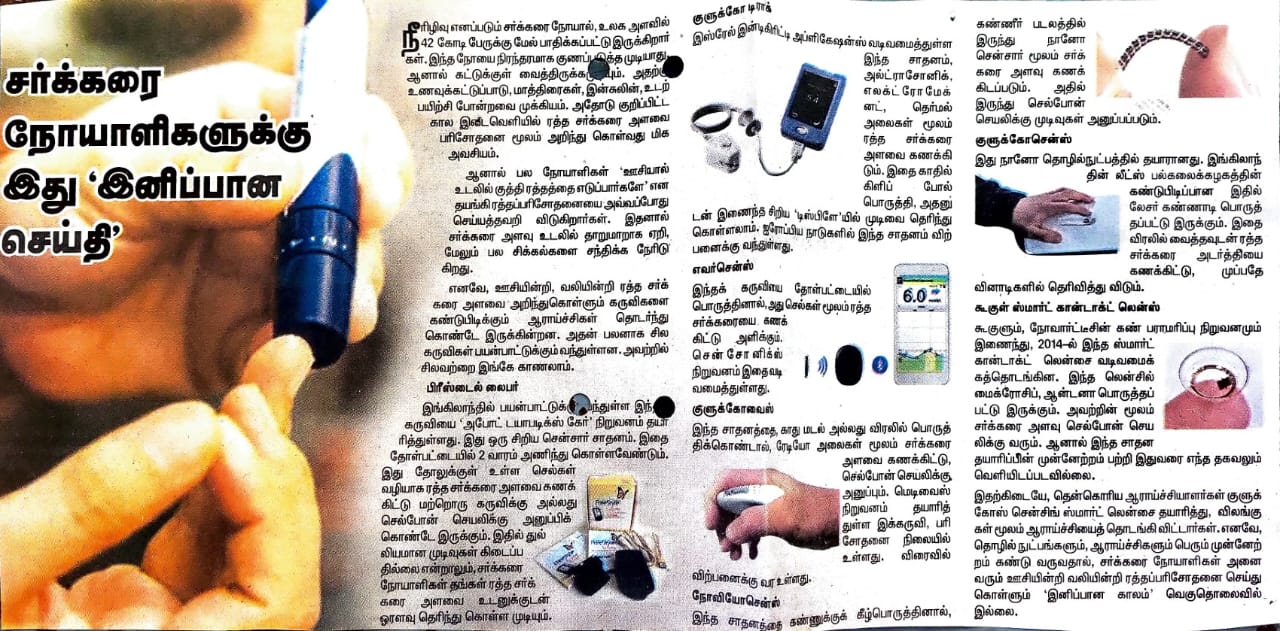 சர்க்கரை
நோயாளிகளுக்கு
இது ‘இனிப்பான
செய்தி’
நீரிழிவு எனப்படும் சர்க்கரை நோயால், உலக அளவில்
42 கோடி பேருக்கு மேல் பாதிக்கப்பட்டு இருக்கிறார்
கள். இந்த நோயை நிரந்தரமாக குணப்படுத்த முடியாது.
ஆனால் கட்டுக்குள் வைத்திருக்க முடியும். அதற்கு
உணவுக்கட்டுப்பாடு, மாத்திரைகள், இன்சுலின், உடற்
பயிற்சி போன்றவை முக்கியம். அதோடு குறிப்பிட்ட
கால இடைவெளியில் ரத்த சர்க்கரை அளவை
பரிசோதனை மூலம் அறிந்து கொள்வது மிக
அவசியம்.
ஆனால் பல நோயாளிகள் ‘ஊசியால்
உடலில் குத்தி ரத்தத்தை எடுப்பார்களே’ என
தயங்கி ரத்தப்பரிசோதனையை அவ்வப்போது
செய்யத்தவறி விடுகிறார்கள். இதனால்
சர்க்கரை அளவு உடலில் தாறுமாறாக ஏறி,
மேலும் பல சிக்கல்களை சந்திக்க நேரிடு
கிறது.
எனவே, ஊசியின்றி, வலியின்றி ரத்த சர்க்
கரை அளவை அறிந்துகொள்ளும் கருவிகளை
கண்டுபிடிக்கும் ஆராய்ச்சிகள் தொடர்ந்து
கொண்டே இருக்கின்றன. அதன் பலனாக சில
கருவிகள் பயன்பாட்டுக்கும் வந்துள்ளன. அவற்றில்
சிலவற்றை இங்கே காணலாம்.
பிரீஸ்டைல் லைபர்
இங்கிலாந்தில் பயன்பாட்டுக்கு வந்துள்ள இந்த
கருவியை ‘அபோட் டயாபடிக்ஸ் கேர்’ நிறுவனம் தயா
ரித்துள்ளது. இது ஒரு சிறிய சென்சார் சாதனம். இதை
தோள்பட்டையில் 2 வாரம் அணிந்து கொள்ளவேண்டும்.
இது தோலுக்குள் உள்ள செல்கள்
வழியாக ரத்த சர்க்கரை அளவை கணக்
கிட்டு மற்றொரு கருவிக்கு அல்லது
செல்போன் செயலிக்கு அனுப்பிக்
கொண்டே இருக்கும். இதில் துல்
லியமான முடிவுகள் கிடைப்ப
தில்லை என்றாலும், சர்க்கரை
நோயாளிகள் தங்கள் ரத்த சர்க்
கரை அளவை உடனுக்குடன்
ஓரளவு தெரிந்து கொள்ள முடியும்.
குளுக்கோ டிராக்
இஸ்ரேல் இன்டிகிரிட்டி அப்ளிகேஷன்ஸ் வடிவமைத்துள்ள
இந்த சாதனம்,
அல்ட்ராசோனிக்,
எலக்ட்ரோ மேக்
னட், தெர்மல்
அலைகள் மூலம்
ரத்த சர்க்கரை
அளவை கணக்கி
டும். இதை காதில்
கிளிப் போல்
பொருத்தி, அதனு
டன் இணைந்த சிறிய ‘டிஸ்பிளே’யில் முடிவை தெரிந்து
கொள்ளலாம். ஐரோப்பிய நாடுகளில் இந்த சாதனம் விற்
பனைக்கு வந்துள்ளது.
எவர்சென்ஸ்
இந்தக் கருவியை தோள்பட்டையில்
பொருத்தினால், அது செல்கள் மூலம் ரத்த
சர்க்கரையை கணக்
கிட்டு அளிக்கும்.
சென்சோனிக்ஸ்
நிறுவனம் இதை வடி
வமைத்துள்ளது.
6.0
குளுக்கோவைஸ்
இந்த சாதனத்தை, காது மடல் அல்லது விரலில் பொருத்
திக்கொண்டால், ரேடியோ அலைகள் மூலம் சர்க்கரை
அளவை கணக்கிட்டு,
செல்போன் செயலிக்கு
அனுப்பும். மெடிவைஸ்
நிறுவனம் தயாரித்
துள்ள இக்கருவி, பரி
சோதனை நிலையில்
உள்ளது. விரைவில்
விற்பனைக்கு வர உள்ளது.
நோவியோசென்ஸ்
இந்த சாதனத்தை கண்ணுக்குக் கீழ்பொருத்தினால்,
கண்ணீர் படலத்தில்
இருந்து நானோ
சென்சார் மூலம் சர்க்
கரை அளவு கணக்
கிடப்படும். அதில்
இருந்து செல்போன்
செயலிக்கு முடிவுகள் அனுப்பப்படும்.
குளுக்கோசென்ஸ்
இது நானோ தொழில்நுட்பத்தில் தயாரானது. இங்கிலாந்
தின் லீட்ஸ் பல்கலைக்கழகத்தின்
கண்டுபிடிப்பான இதில்
லேசர் கண்ணாடி பொருத்
தப்பட்டு இருக்கும். இதை
விரலில் வைத்தவுடன் ரத்த
சர்க்கரை அடர்த்தியை
கணக்கிட்டு, முப்பதே
வினாடிகளில் தெரிவித்து விடும்.
கூகுள் ஸ்மார்ட் கான்டாக்ட் லென்ஸ்
கூகுளும், நோவார்ட்டீசின் கண் பராமரிப்பு நிறுவனமும்
இணைந்து, 2014-ல் இந்த ஸ்மார்ட்
கான்டாக்ட் லென்சை வடிவமைக்
கத்தொடங்கின. இந்த லென்சில்
மைக்ரோசிப், ஆன்டனா பொருத்தப்
பட்டு இருக்கும். அவற்றின் மூலம்
சர்க்கரை அளவு செல்போன் செய
லிக்கு வரும். ஆனால் இந்த சாதன
தயாரிப்பின் முன்னேற்றம் பற்றி இதுவரை எந்த தகவலும்
வெளியிடப்படவில்லை.
இதற்கிடையே, தென்கொரிய ஆராய்ச்சியாளர்கள் குளுக்
கோஸ் சென்சிங் ஸ்மார்ட் லென்சை தயாரித்து, விலங்கு
கள் மூலம் ஆராய்ச்சியைத் தொடங்கி விட்டார்கள். எனவே,
தொழில் நுட்பங்களும், ஆராய்ச்சிகளும் பெரும் முன்னேற்
றம் கண்டு வருவதால், சர்க்கரை நோயாளிகள் அனை
வரும் ஊசியின்றி வலியின்றி ரத்தப்பரிசோதனை செய்து
கொள்ளும் ‘இனிப்பான காலம்’ வெகுதொலைவில்
இல்லை.